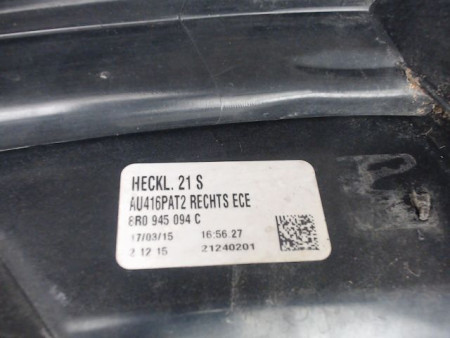 HECKL. 21 S
AU416PAT2 RECHTS ECE
8R0 945 094 C
17/03/15 16:56.27
2 12 15 21240201